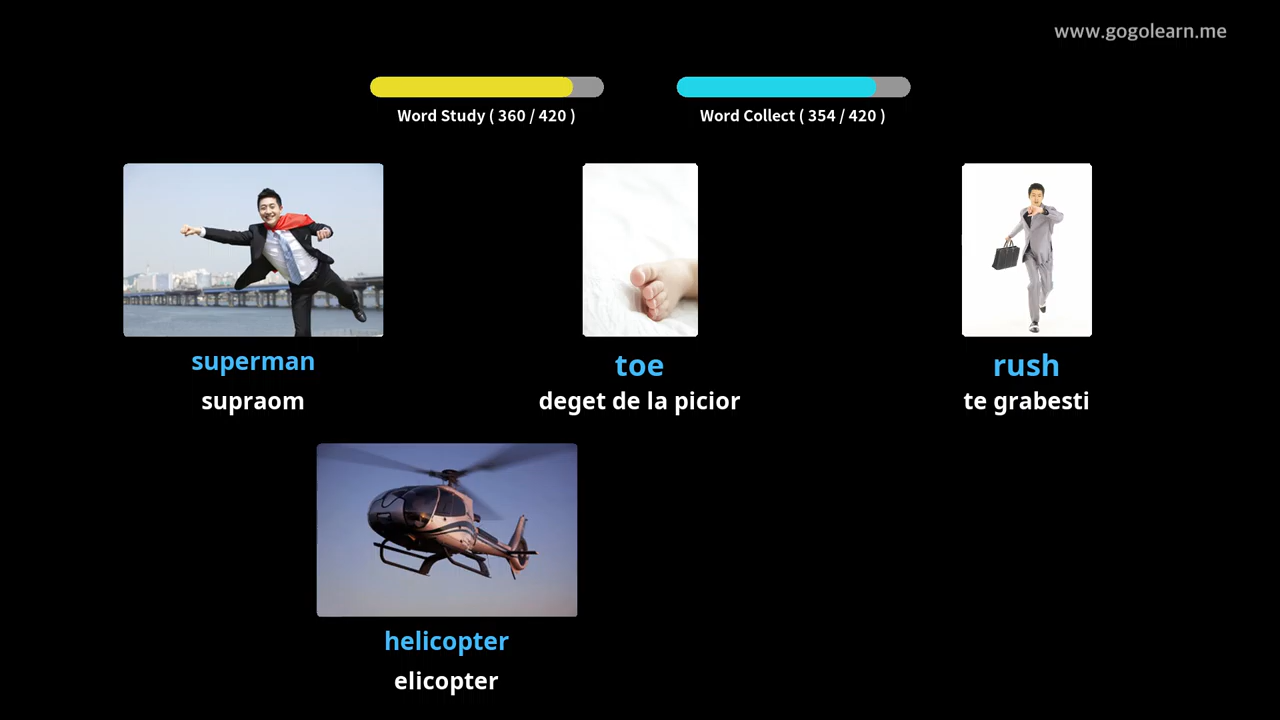 www.gogolearn.me
Word Study ( 360 / 420 )
Word Collect ( 354 / 420 )
superman
supraom
toe
deget de la picior
rush
te grabesti
helicopter
elicopter